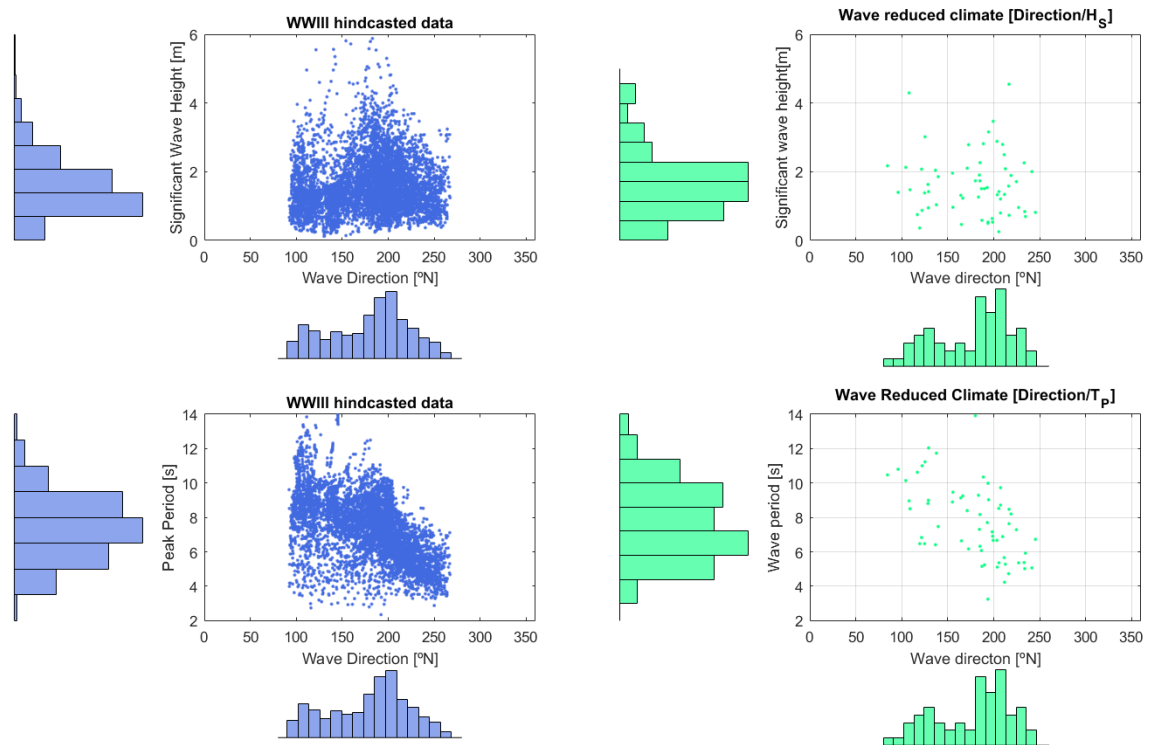 WWIII hindcasted data
Significant Wave Height [m]
6
4
2
0
0 50 100 150 200 250 300 350
Wave Direction [ºN]
Wave reduced climate [Direction/H_S]
Significant wave height[m]
6
4
2
0
0 50 100 150 200 250 300 350
Wave directon [ºN]
WWIII hindcasted data
Peak Period [s]
14
12
10
8
6
4
2
0 50 100 150 200 250 300 350
Wave Direction [ºN]
Wave Reduced Climate [Direction/T_P]
Wave period [s]
14
12
10
8
6
4
2
0 50 100 150 200 250 300 350
Wave directon [ºN]